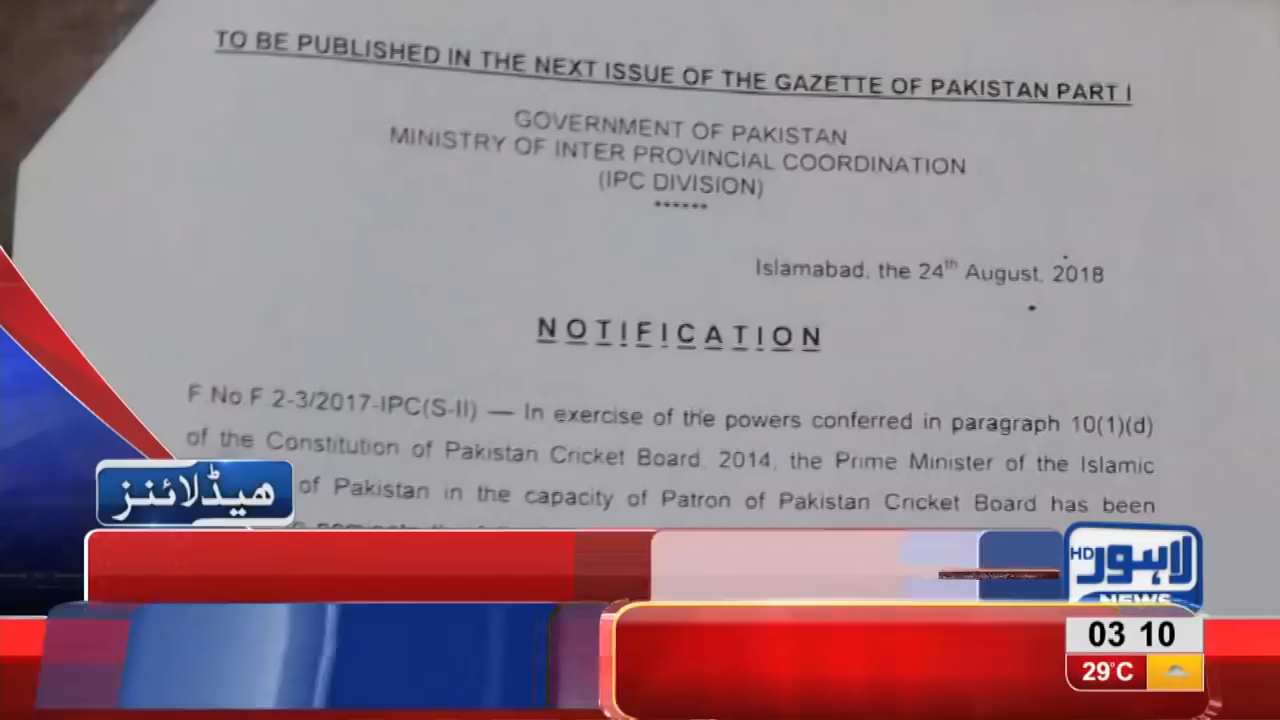 TO BE PUBLISHED IN THE NEXT ISSUE OF THE GAZETTE OF PAKISTAN PART I
GOVERNMENT OF PAKISTAN
MINISTRY OF INTER PROVINCIAL COORDINATION
(IPC DIVISION)
******
Islamabad, the 24th August, 2018
NOTIFICATION
F.No.F.2-3/2017-IPC(S-II) — In exercise of the powers conferred in paragraph 10(1)(d)
of the Constitution of Pakistan Cricket Board, 2014, the Prime Minister of the Islamic
of Pakistan in the capacity of Patron of Pakistan Cricket Board has been
ھیڈلائنز
HD
لاہور
NEWS
03 10
29°C